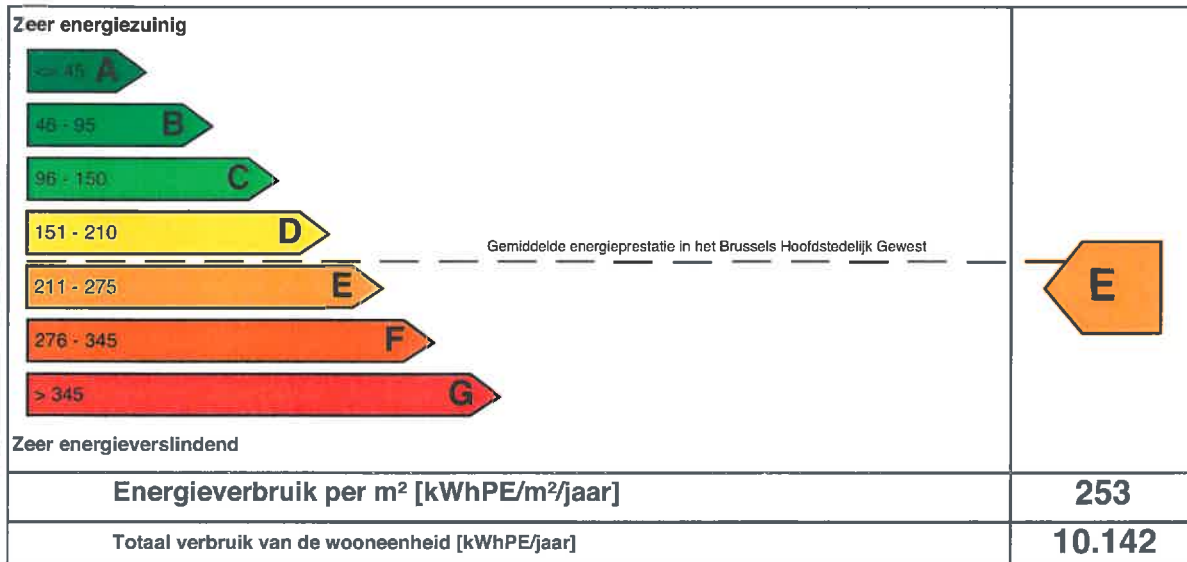 Zeer energiezuinig
<= 45 A
46 - 95 B
96 - 150 C
151 - 210 D
Gemiddelde energieprestatie in het Brussels Hoofdstedelijk Gewest
211 - 275 E
E
276 - 345 F
> 345 G
Zeer energieverslindend
Energieverbruik per m² [kWhPE/m²/jaar] 253
Totaal verbruik van de wooneenheid [kWhPE/jaar] 10.142